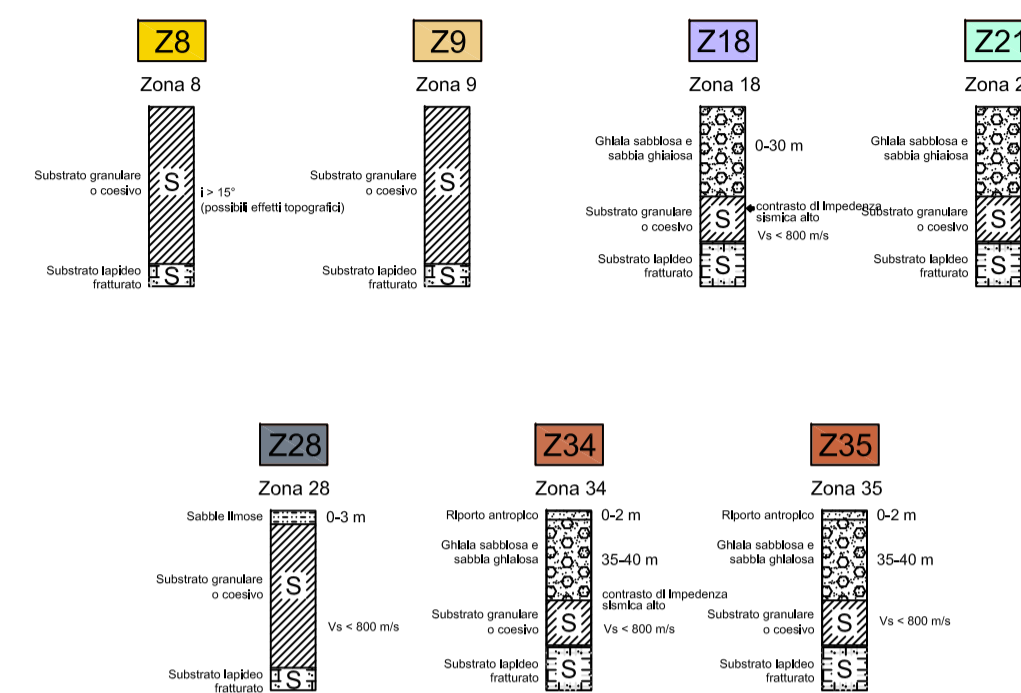 Z8
Zona 8
Substrato granulare
o coesivo
S
i > 15°
(possibili effetti topografici)
Substrato lapideo
fratturato
S
Z9
Zona 9
Substrato granulare
o coesivo
S
Substrato lapideo
fratturato
S
Z18
Zona 18
Ghiaia sabbiosa e
sabbia ghiaiosa
0-30 m
Substrato granulare
o coesivo
S
contrasto di Impedenza
sismica alto
Vs < 800 m/s
Substrato lapideo
fratturato
S
Z21
Zona 2
Ghiaia sabbiosa e
sabbia ghiaiosa
Substrato granulare
o coesivo
S
Substrato lapideo
fratturato
S
Z28
Zona 28
Sabbie limose
0-3 m
Substrato granulare
o coesivo
S
Vs < 800 m/s
Substrato lapideo
fratturato
S
Z34
Zona 34
Riporto antropico
0-2 m
Ghiaia sabbiosa e
sabbia ghiaiosa
35-40 m
contrasto di Impedenza
sismica alto
Substrato granulare
o coesivo
S
Vs < 800 m/s
Substrato lapideo
fratturato
S
Z35
Zona 35
Riporto antropico
0-2 m
Ghiaia sabbiosa e
sabbia ghiaiosa
35-40 m
Substrato granulare
o coesivo
S
Vs < 800 m/s
Substrato lapideo
fratturato
S